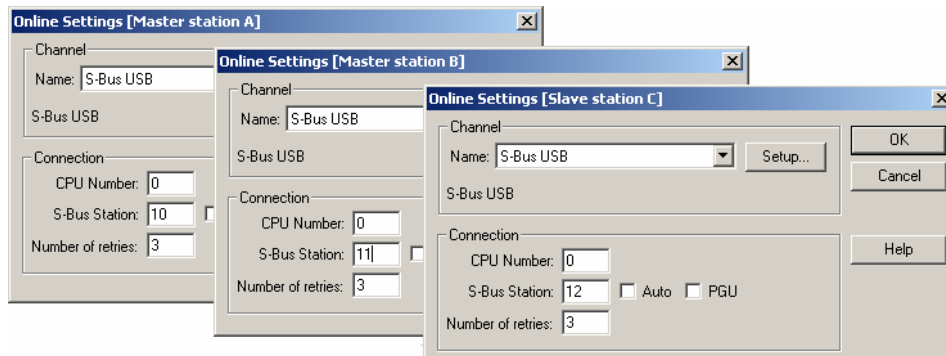 Online Settings [Master station A]
Channel
Name: S-Bus USB
S-Bus USB
Connection
CPU Number: 0
S-Bus Station: 10
Number of retries: 3
Online Settings [Master station B]
Channel
Name: S-Bus USB
S-Bus USB
Connection
CPU Number: 0
S-Bus Station: 11
Number of retries: 3
Online Settings [Slave station C]
Channel
Name: S-Bus USB Setup...
S-Bus USB
Connection
CPU Number: 0
S-Bus Station: 12 Auto PGU
Number of retries: 3
OK
Cancel
Help